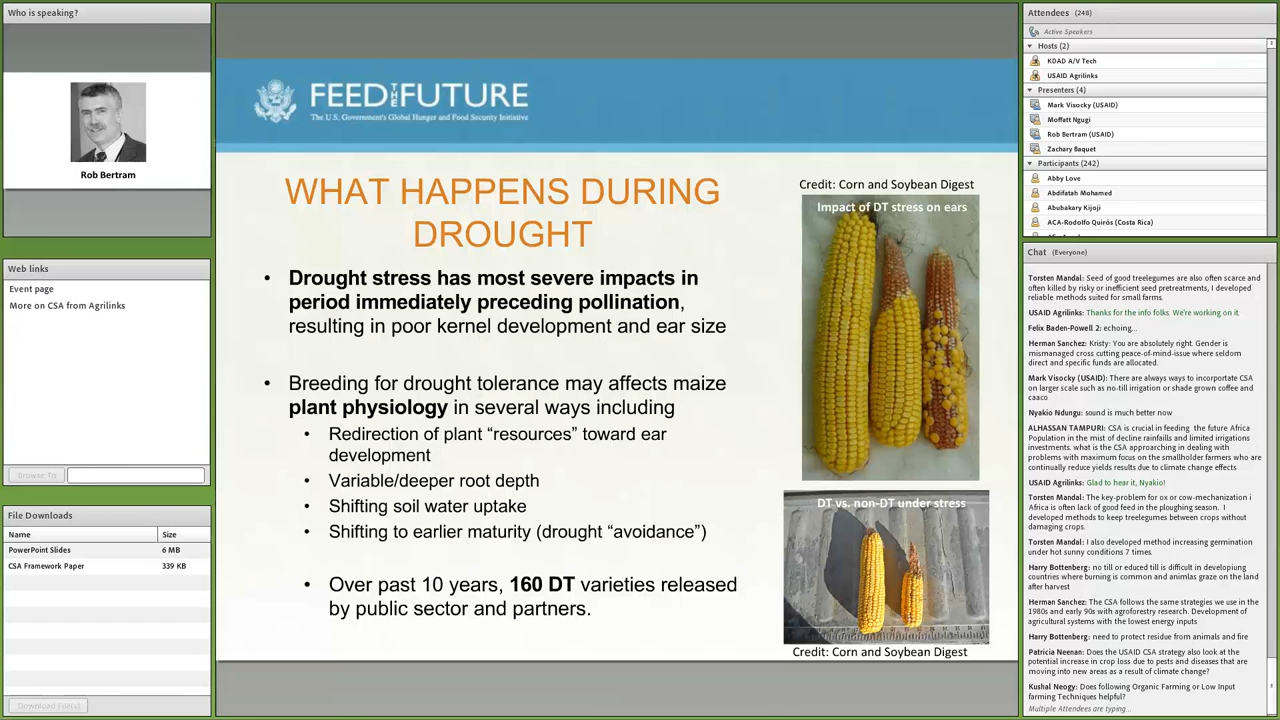 Who is speaking?
Rob Bertram
Web links
Event page
More on CSA from Agrilinks
Browse To
File Downloads
Name Size
PowerPoint Slides 6 MB
CSA Framework Paper 339 KB
Download File(s)
FEED THE FUTURE
The U.S. Government's Global Hunger and Food Security Initiative
WHAT HAPPENS DURING
DROUGHT
• Drought stress has most severe impacts in
period immediately preceding pollination,
resulting in poor kernel development and ear size
• Breeding for drought tolerance may affects maize
plant physiology in several ways including
• Redirection of plant “resources” toward ear
development
• Variable/deeper root depth
• Shifting soil water uptake
• Shifting to earlier maturity (drought “avoidance”)
• Over past 10 years, 160 DT varieties released
by public sector and partners.
Credit: Corn and Soybean Digest
Impact of DT stress on ears
DT vs. non-DT under stress
Credit: Corn and Soybean Digest
Attendees (248)
Active Speakers
Hosts (2)
KDAD A/V Tech
USAID Agrilinks
Presenters (4)
Mark Visocky (USAID)
Moffatt Ngugi
Rob Bertram (USAID)
Zachary Baquet
Participants (242)
Abby Love
Abdifatah Mohamed
Abubakary Kijoji
ACA-Rodolfo Quirós (Costa Rica)
Chat (Everyone)
Torsten Mandal: Seed of good treelegumes are also often scarce and
often killed by risky or inefficient seed pretreatments, I developed
reliable methods suited for small farms.
USAID Agrilinks: Thanks for the info folks. We're working on it.
Felix Baden-Powell 2: echoing...
Herman Sanchez: Kristy: You are absolutely right. Gender is
mismanaged cross cutting peace-of-mind-issue where seldom
direct and specific funds are allocated.
Mark Visocky (USAID): There are always ways to incorportate CSA
on larger scale such as no-till irrigation or shade grown coffee and
caaco
Nyakio Ndungu: sound is much better now
ALHASSAN TAMPURI: CSA is crucial in feeding the future Africa
Population in the mist of decline rainfalls and limited irrigations
investments. what is the CSA approaching in dealing with
problems with maximum focus on the smallholder farmers who are
continually reduce yields results due to climate change effects
USAID Agrilinks: Glad to hear it, Nyakio!
Torsten Mandal: The key-problem for ox or cow-mechanization i
Africa is often lack of good feed in the ploughing season. I
developed methods to keep treelegumes between crops without
damaging crops.
Torsten Mandal: I also developed method increasing germination
under hot sunny conditions 7 times.
Harry Bottenberg: no till or educed till is difficult in developiung
countries where burning is common and animlas graze on the land
after harvest
Herman Sanchez: The CSA follows the same strategies we use in the
1980s and early 90s with agroforestry research. Development of
agricultural systems with the lowest energy inputs
Harry Bottenberg: need to protect residue from animals and fire
Patricia Neenan: Does the USAID CSA strategy also look at the
potential increase in crop loss due to pests and diseases that are
moving into new areas as a result of climate change?
Kushal Neogy: Does following Organic Farming or Low Input
farming Techniques helpful?
Multiple Attendees are typing...